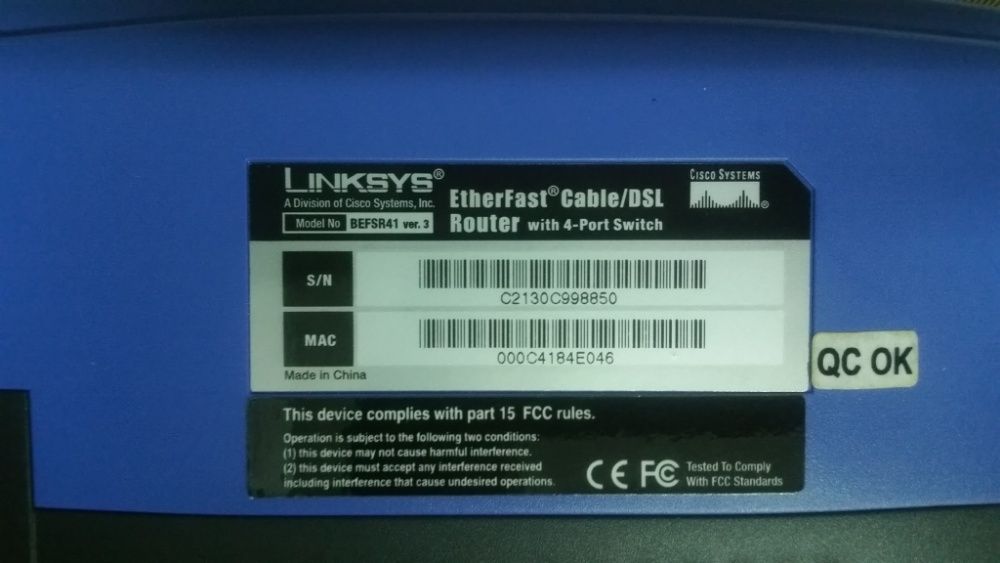 LINKSYS®
A Division of Cisco Systems, Inc.
Model No BEFSR41 ver. 3
EtherFast® Cable/DSL
Router with 4-Port Switch
CISCO SYSTEMS
®
S/N
C2130C998850
MAC
000C4184E046
Made in China
QC OK
This device complies with part 15 FCC rules.
Operation is subject to the following two conditions:
(1) this device may not cause harmful interference.
(2) this device must accept any interference received
including interference that cause undesired operations.
CE FC
Tested To Comply
With FCC Standards